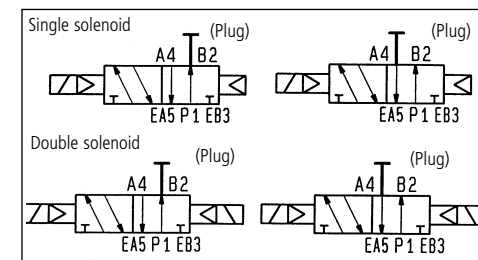 Single solenoid
(Plug) (Plug)
A4 B2 A4 B2
EA5 P1 EB3 EA5 P1 EB3
Double solenoid
(Plug) (Plug)
A4 B2 A4 B2
EA5 P1 EB3 EA5 P1 EB3